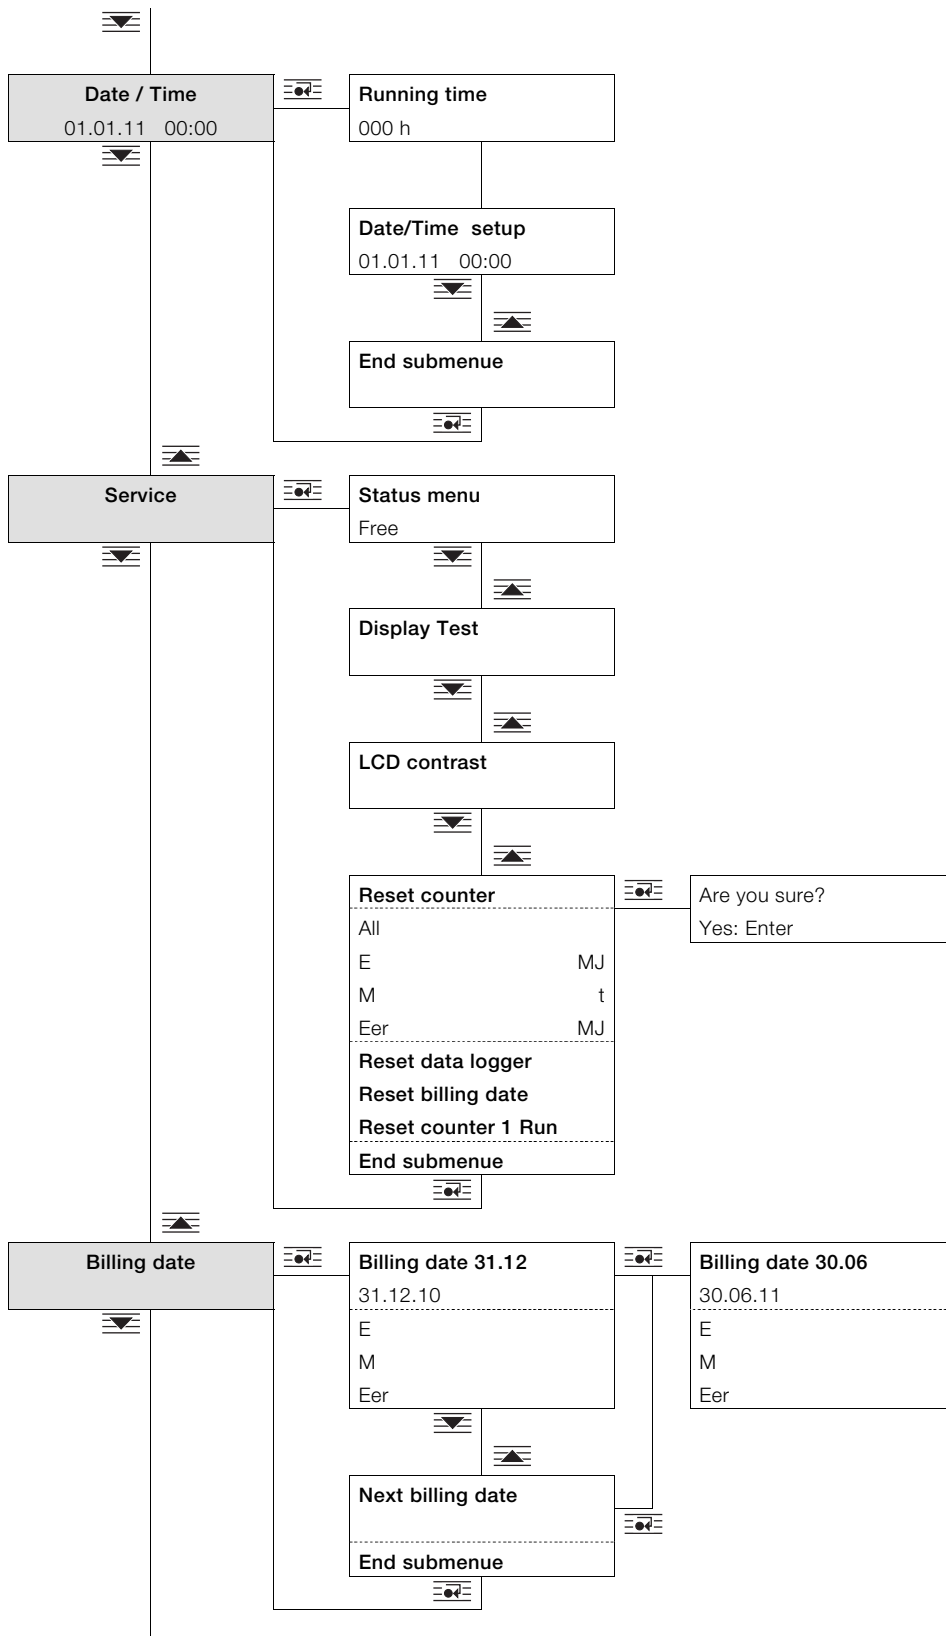 Date / Time
01.01.11 00:00
Running time
000 h
Date/Time setup
01.01.11 00:00
End submenue
Service
Status menu
Free
Display Test
LCD contrast
Reset counter
All
E MJ
M t
Eer MJ
Reset data logger
Reset billing date
Reset counter 1 Run
End submenue
Are you sure?
Yes: Enter
Billing date
Billing date 31.12
31.12.10
E
M
Eer
Next billing date
End submenue
Billing date 30.06
30.06.11
E
M
Eer